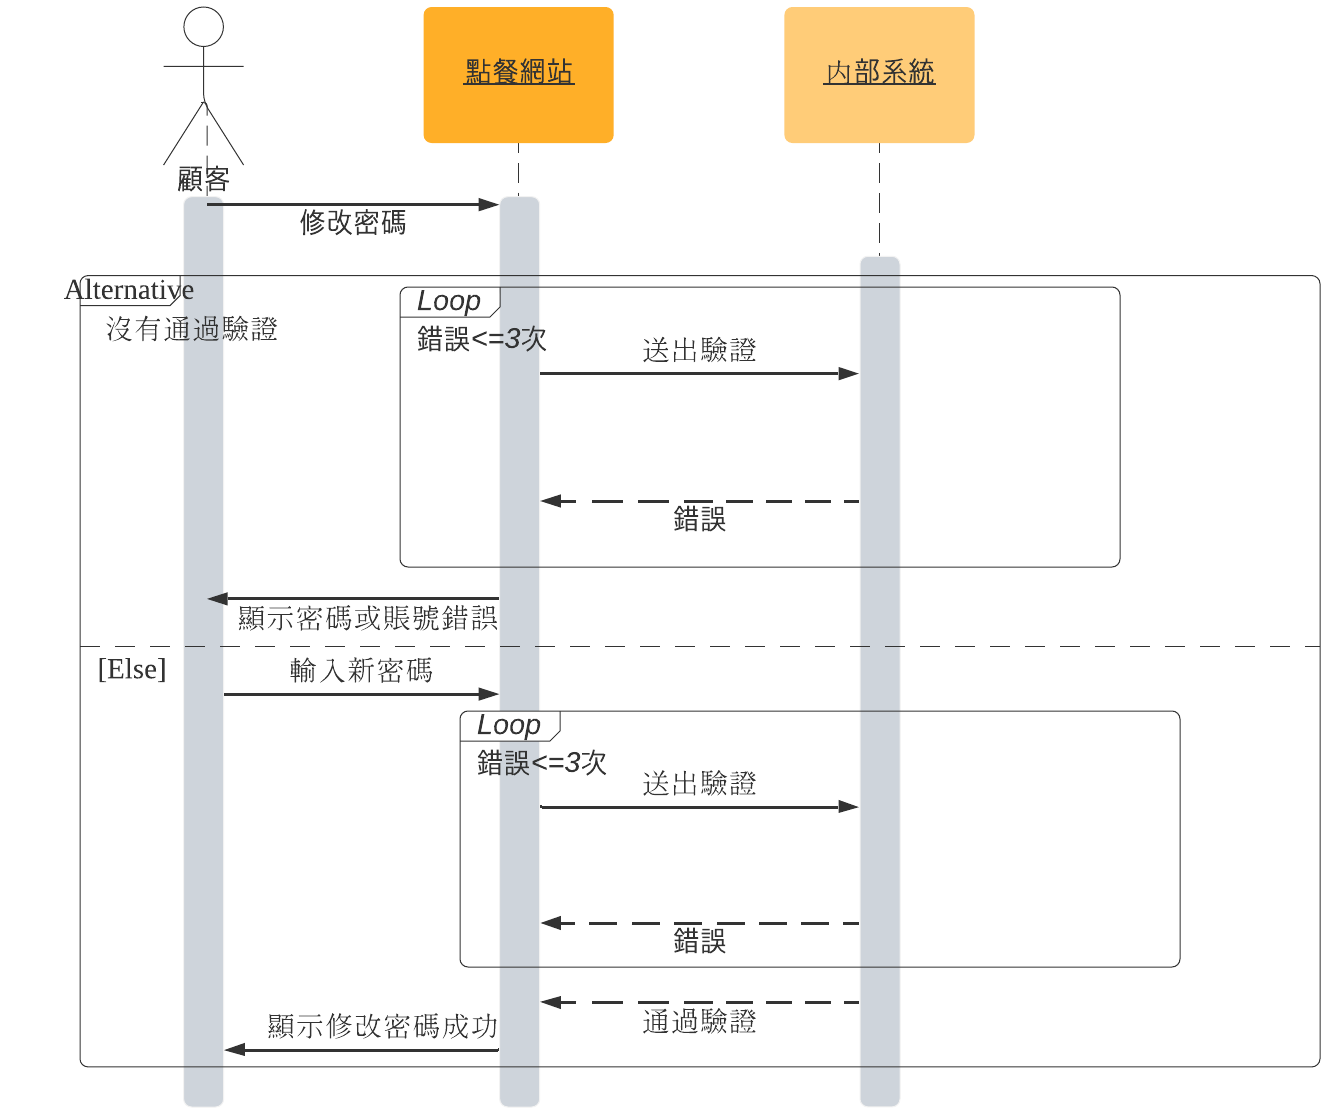 點餐網站
內部系統
顧客
修改密碼
Alternative
沒有通過驗證
Loop
錯誤<=3次
送出驗證
錯誤
顯示密碼或賬號錯誤
[Else]
輸入新密碼
Loop
錯誤<=3次
送出驗證
錯誤
通過驗證
顯示修改密碼成功